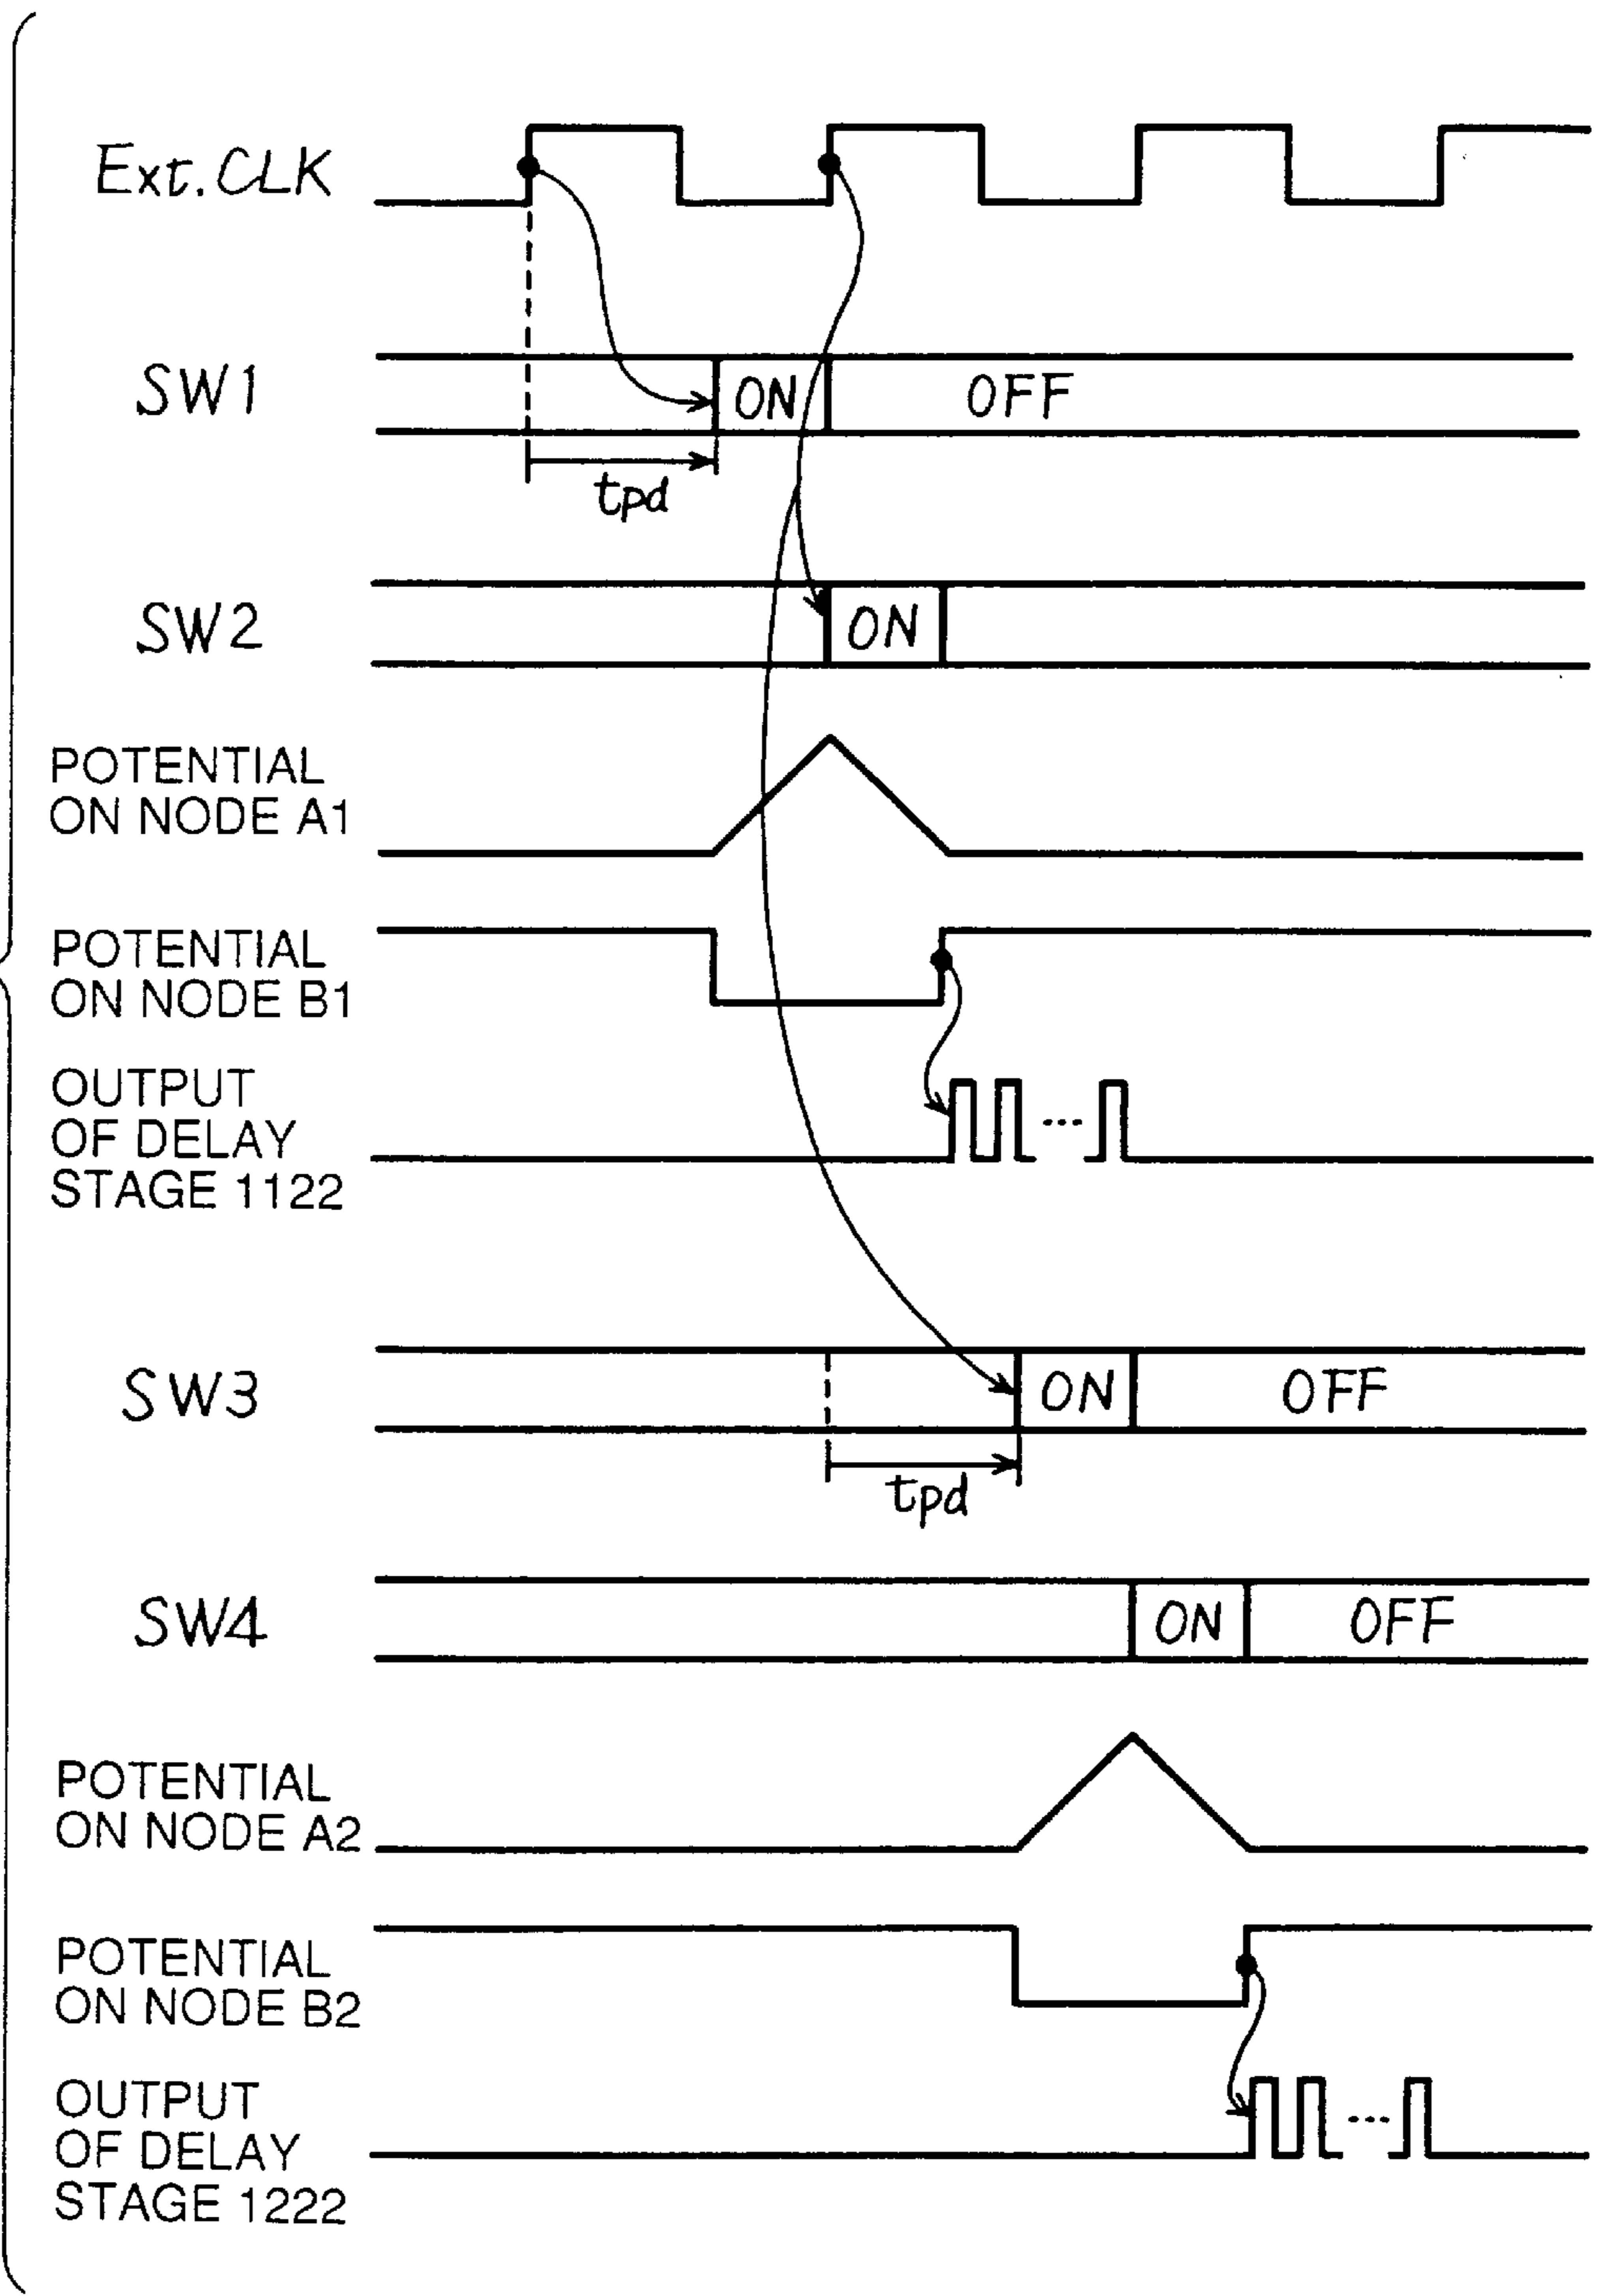 Ext.CLK
SW1
ON
OFF
tpd
SW2
ON
POTENTIAL
ON NODE A1
POTENTIAL
ON NODE B1
OUTPUT
OF DELAY
STAGE 1122
...
SW3
ON
OFF
tpd
SW4
ON
OFF
POTENTIAL
ON NODE A2
POTENTIAL
ON NODE B2
OUTPUT
OF DELAY
STAGE 1222
...